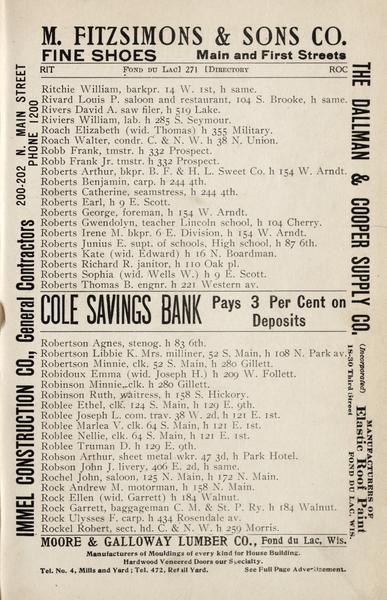 M. FITZSIMONS & SONS CO.
FINE SHOES Main and First Streets
RIT FOND DU LAC] 271 [DIRECTORY ROC
Ritchie William, barkpr. 14 W. 1st, h same.
Rivard Louis P. saloon and restaurant, 104 S. Brooke, h same.
Rivers David A. saw filer, h 519 Lake.
Riviers William, lab. h 285 S. Seymour.
Roach Elizabeth (wid. Thomas) h 355 Military.
Roach Walter, condr. C. & N. W. h 38 N. Union.
Robb Frank, tmstr. h 332 Prospect.
Robb Frank Jr. tmstr. h 332 Prospect.
Roberts Arthur, bkpr. B. F. & H. L. Sweet Co. h 154 W. Arndt.
Roberts Benjamin, carp. h 244 4th.
Roberts Catherine, seamstress, h 244 4th.
Roberts Earl, h 9 E. Scott.
Roberts George, foreman, h 154 W. Arndt.
Roberts Gwendolyn, teacher Lincoln School, h 104 Cherry.
Roberts Irene M. bkpr. 6 E. Division, h 154 W. Arndt.
Roberts Junius E. supt. of schools, High school, h 87 6th.
Roberts Kate (wid. Edward) h 16 N. Boardman.
Roberts Richard R. janitor, h 110 Oak pl.
Roberts Sophia (wid. Wells W.) h 9 E. Scott.
Roberts Thomas B. engnr. h 221 Western av.
COLE SAVINGS BANK Pays 3 Per Cent on
Deposits
Robertson Agnes, stenog. h 83 6th.
Robertson Libbie K. Mrs. milliner, 52 S. Main, h 108 N. Park av.
Robertson Minnie, clk. 52 S. Main, h 280 Gillett.
Robidoux Emma (wid. Joseph H.) h 209 W. Follett.
Robinson Minnie, clk. h 280 Gillett.
Robinson Ruth, waitress, h 158 S. Hickory.
Roblee Ethel, clk. 124 S. Main, h 129 E. 9th.
Roblee Joseph L. com. trav. 38 W. 2d, h 121 E. 1st.
Roblee Marlea V. clk. 64 S. Main, h 121 E. 1st.
Roblee Nellie, clk. 64 S. Main, h 121 E. 1st.
Roblee Truman D. h 129 E. 9th.
Robson Arthur, sheet metal wkr. 47 3d, h Park Hotel.
Robson John J. livery, 406 E. 2d, h same.
Rochel John, saloon, 125 N. Main, h 172 N. Main.
Rock Andrew M. motorman, h 158 N. Main.
Rock Ellen (wid. Garrett) h 184 Walnut.
Rock Garrett, baggageman C. M. & St. P. Ry. h 184 Walnut.
Rock Ulysses F. carp. h 434 Rosendale av.
Rockel Robert, sect. hd. C. & N. W. h 259 Morris.
MOORE & GALLOWAY LUMBER CO., Fond du Lac, Wis.
Manufacturers of Mouldings of every kind for House Building.
Hardwood Veneered Doors our Specialty.
Tel. No. 4, Mills and Yard; Tel. 472, Retail Yard. See Full Page Advertisement.
IMMEL CONSTRUCTION CO., General Contractors
200-202 N. MAIN STREET
PHONE 1200
THE DALLMAN & COOPER SUPPLY CO.
(Incorporated)
18-30 Third Street
MANUFACTURERS OF
Elastic Roof Paint
FOND DU LAC, WIS.